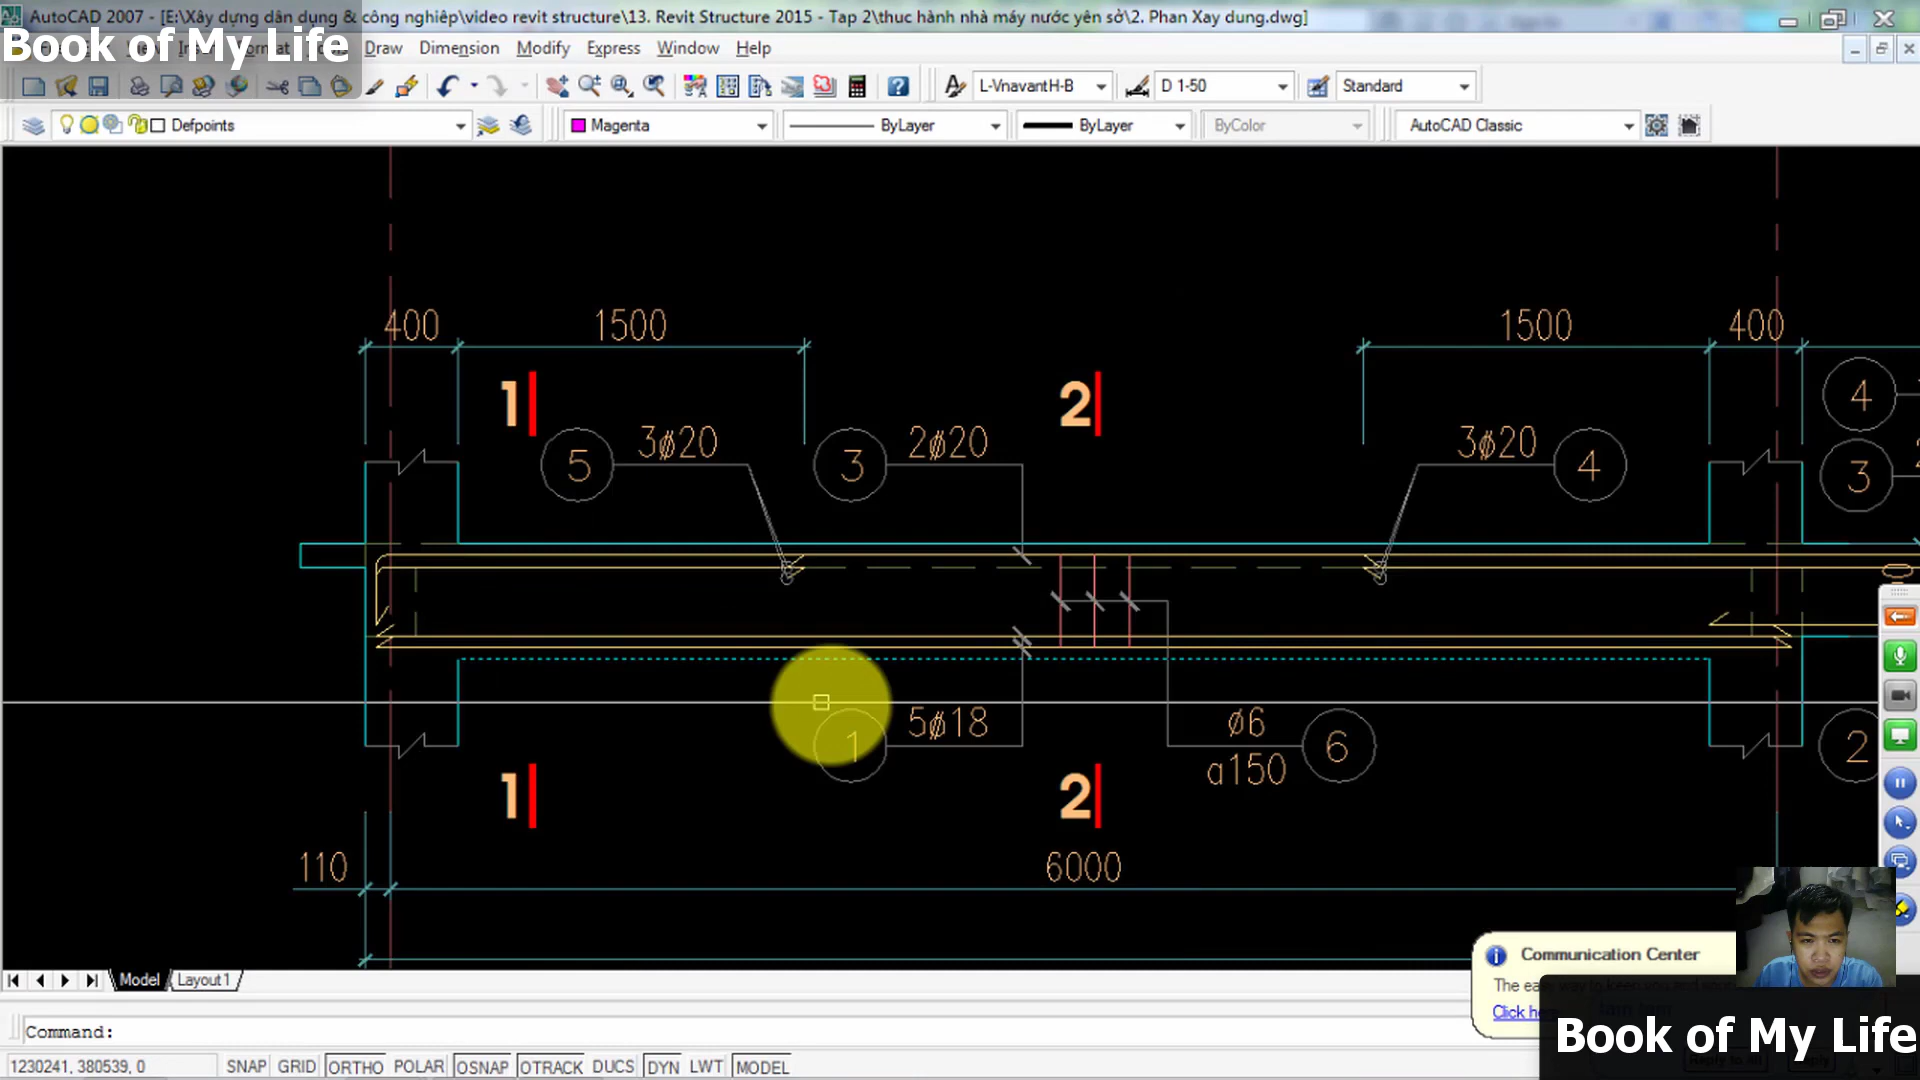 AutoCAD 2007 - [E:\Xây dựng dân dụng & công nghiêp\video revit structure\13. Revit Structure 2015 - Tap 2\thuc hành nhà máy nước yên sở\2. Phan Xay dung.dwg]
Book of My Life
Draw Dimension Modify Express Window Help
L-VnavantH-B D 1-50 Standard
Defpoints Magenta ByLayer ByLayer ByColor AutoCAD Classic
400 1500 1500 400
1 2 4
5 3ø20 3 2ø20 3ø20 4 3
1 5ø18 ø6 a150 6 2
1 2
110 6000
Communication Center
Click
Model Layout1
Command:
Book of My Life
1230241, 380539, 0 SNAP GRID ORTHO POLAR OSNAP OTRACK DUCS DYN LWT MODEL